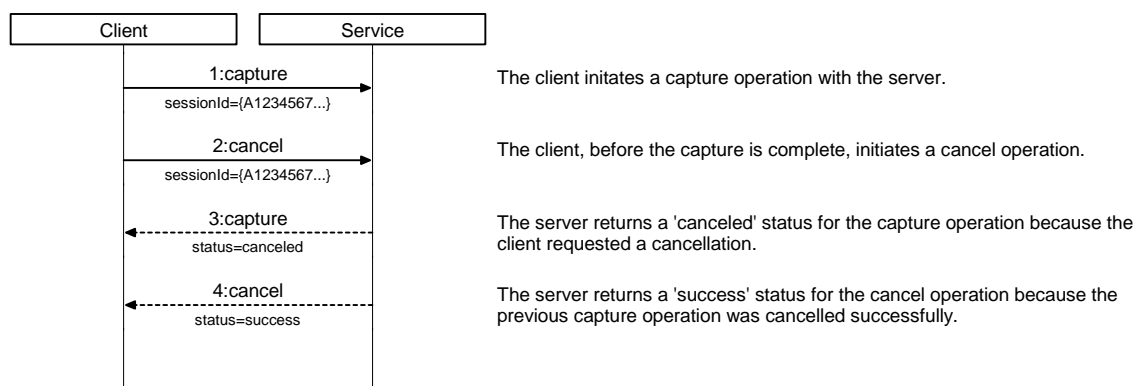 Client Service
1:capture
The client initates a capture operation with the server.
sessionId={A1234567...}
2:cancel
The client, before the capture is complete, initiates a cancel operation.
sessionId={A1234567...}
3:capture
The server returns a 'canceled' status for the capture operation because the
client requested a cancellation.
status=canceled
4:cancel
The server returns a 'success' status for the cancel operation because the
previous capture operation was cancelled successfully.
status=success